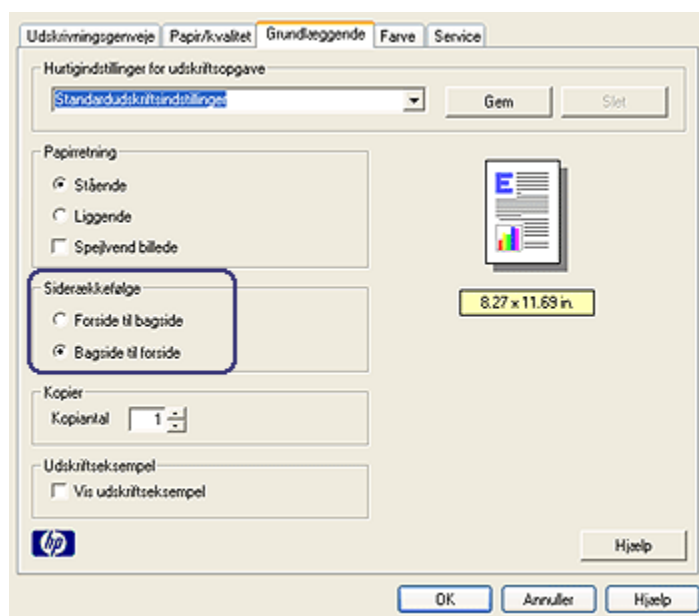 Udskrivningsgenveje Papir/kvalitet Grundlæggende Farve Service
Hurtigindstillinger for udskriftsopgave
Standardudskriftsindstillinger Gem Slet
Papirretning
Stående
Liggende
Spejlvend billede
E
Siderækkefølge
8.27 x 11.69 in.
Forside til bagside
Bagside til forside
Kopier
Kopiantal 1
Udskriftseksempel
Vis udskriftseksempel
hp Hjælp
OK Annuller Hjælp